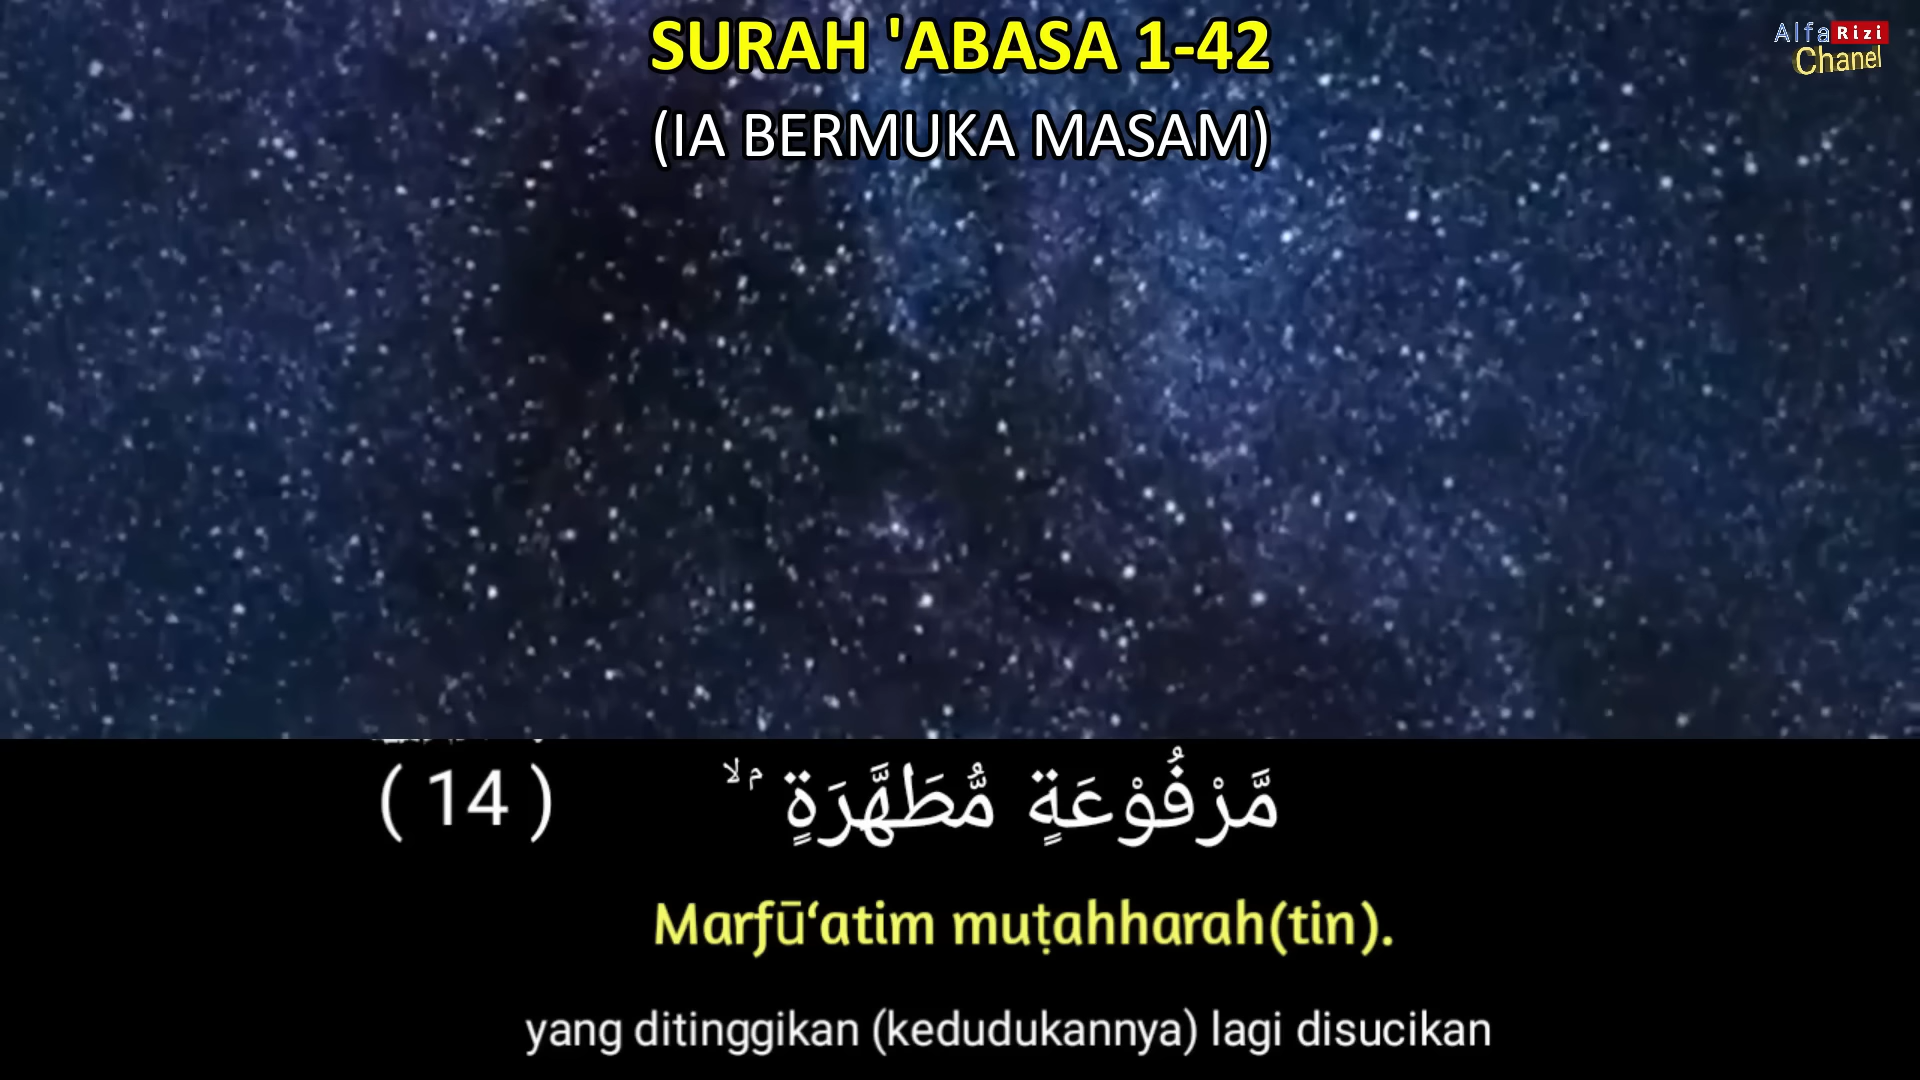 SURAH 'ABASA 1-42
(IA BERMUKA MASAM)
Alfa Rizi
Chanel
مَّرْفُوْعَةٍ مُّطَهَّرَةٍ ۢ ۙ ( 14 )
Marfū‘atim muṭahharah(tin).
yang ditinggikan (kedudukannya) lagi disucikan